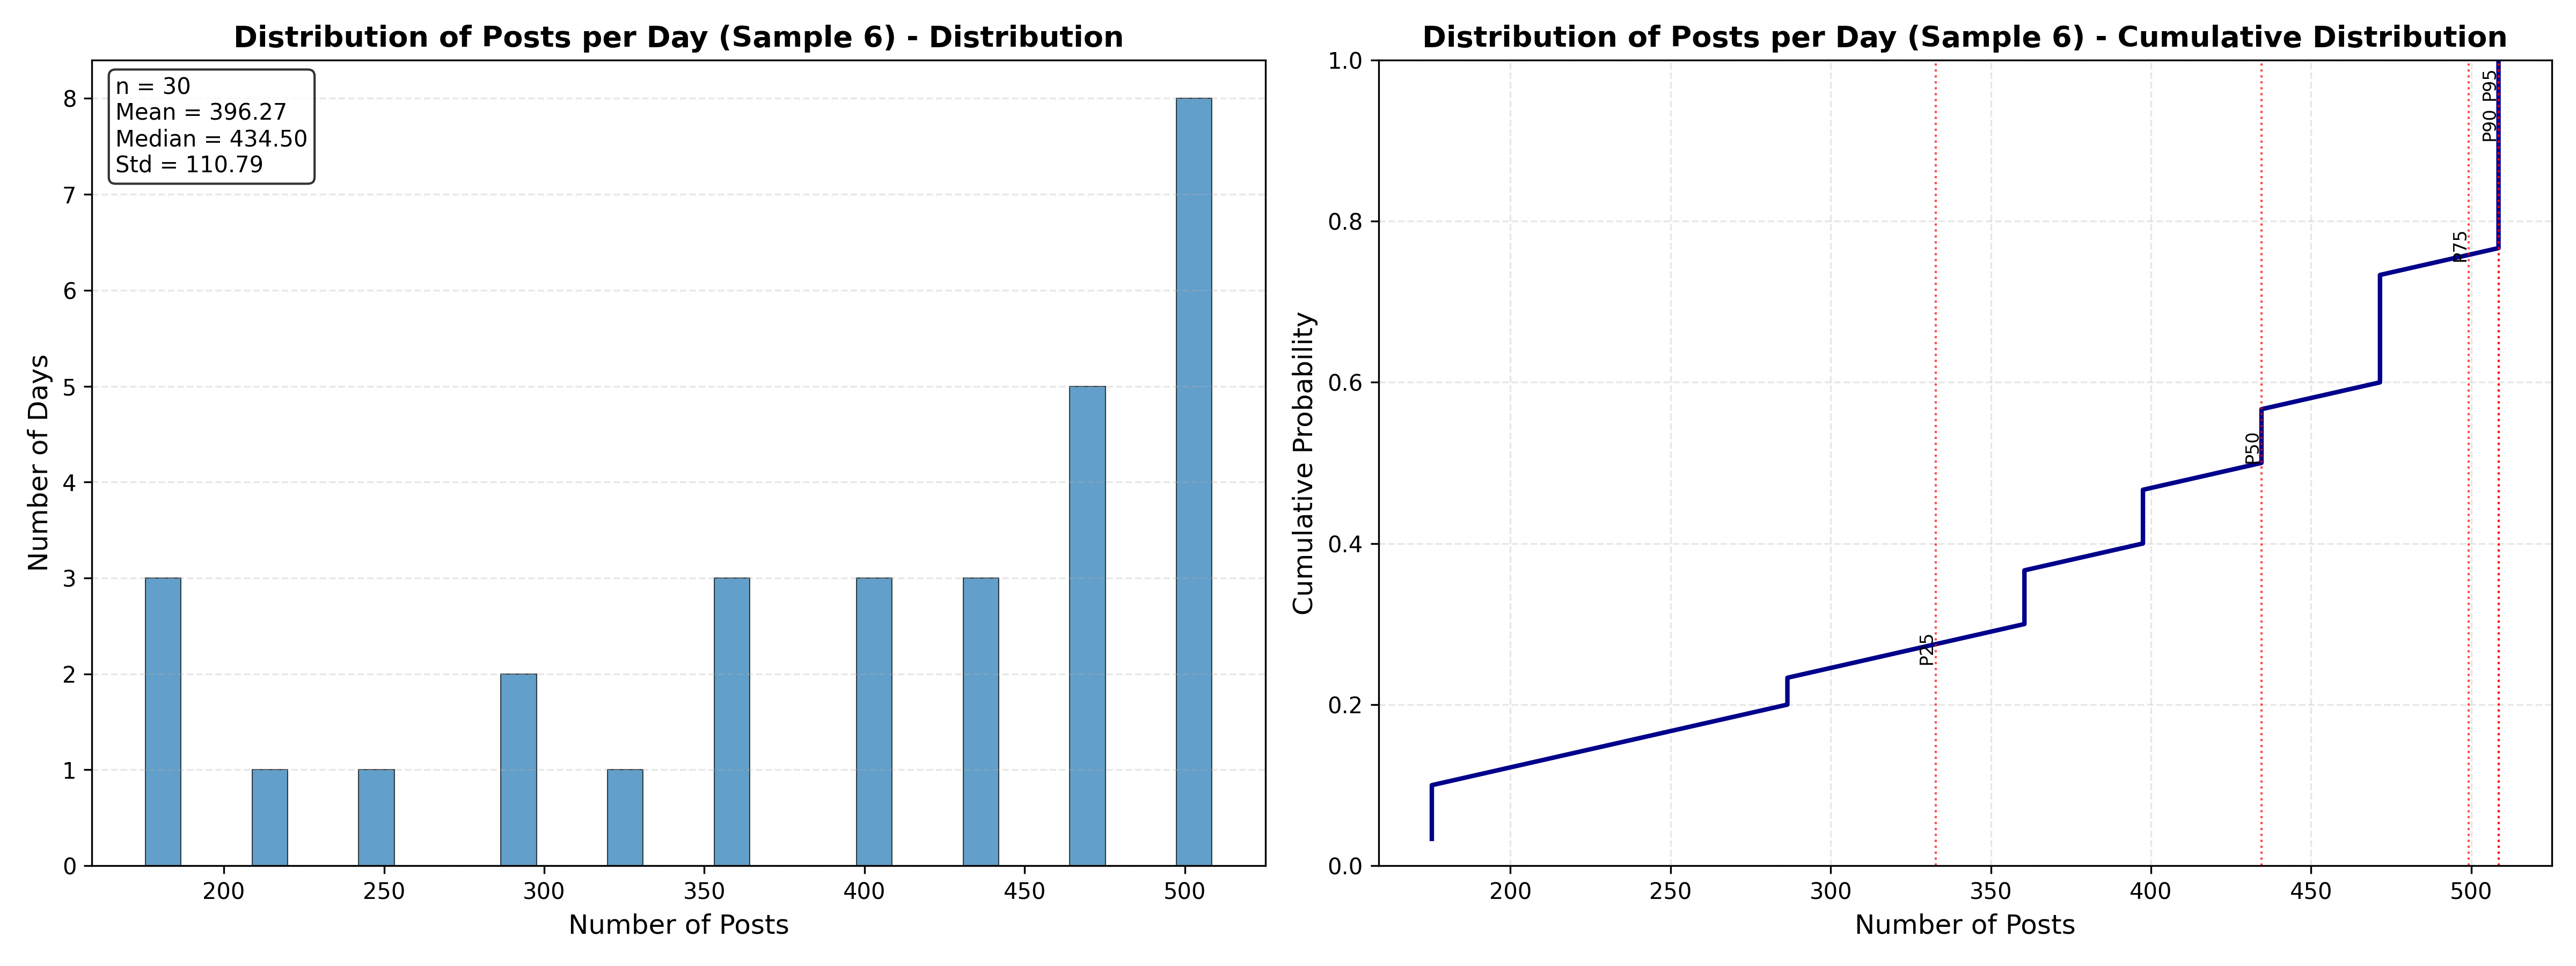 Distribution of Posts per Day (Sample 6) - Distribution
n = 30
Mean = 396.27
Median = 434.50
Std = 110.79
8
7
6
5
4
3
2
1
0
Number of Days
200 250 300 350 400 450 500
Number of Posts
Distribution of Posts per Day (Sample 6) - Cumulative Distribution
1.0
0.8
0.6
0.4
0.2
0.0
Cumulative Probability
P25
P50
P75
P90
P95
200 250 300 350 400 450 500
Number of Posts